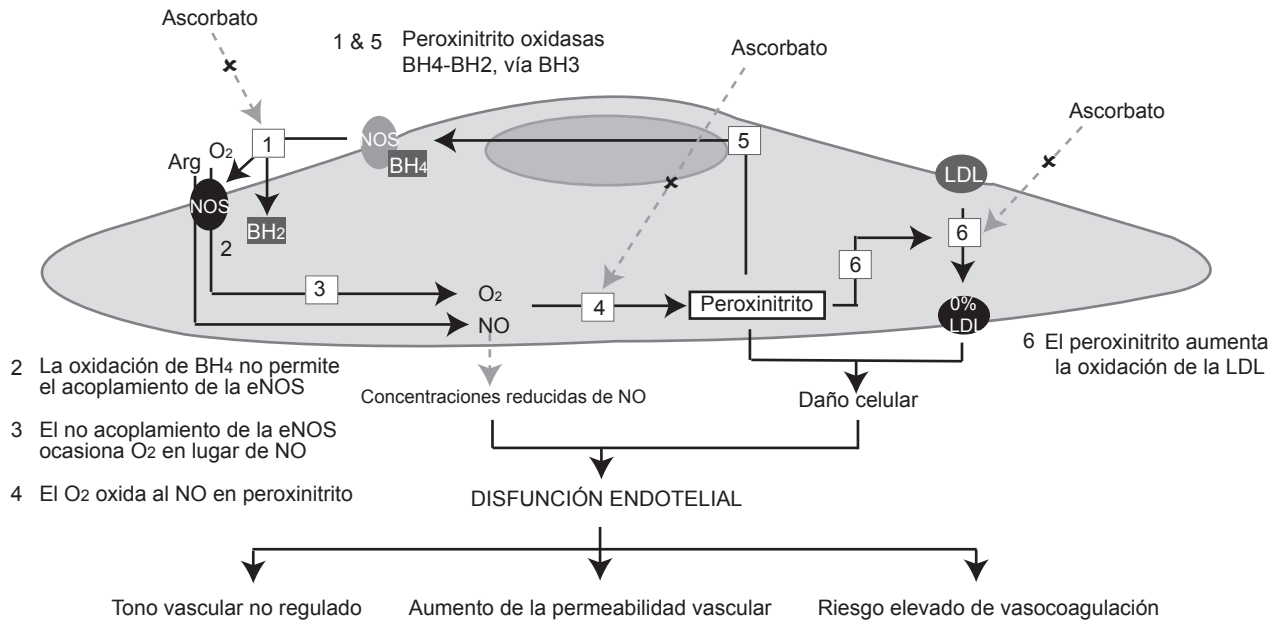 Ascorbato
1 & 5 Peroxinitrito oxidasas
BH4-BH2, vía BH3
Ascorbato
Ascorbato
Arg
O2
1
NOS
BH4
5
LDL
NOS
BH2
2
6
6
3
O2
4
Peroxinitrito
NO
0%
LDL
2 La oxidación de BH4 no permite
el acoplamiento de la eNOS
6 El peroxinitrito aumenta
la oxidación de la LDL
Concentraciones reducidas de NO
Daño celular
3 El no acoplamiento de la eNOS
ocasiona O2 en lugar de NO
4 El O2 oxida al NO en peroxinitrito
DISFUNCIÓN ENDOTELIAL
Tono vascular no regulado
Aumento de la permeabilidad vascular
Riesgo elevado de vasocoagulación